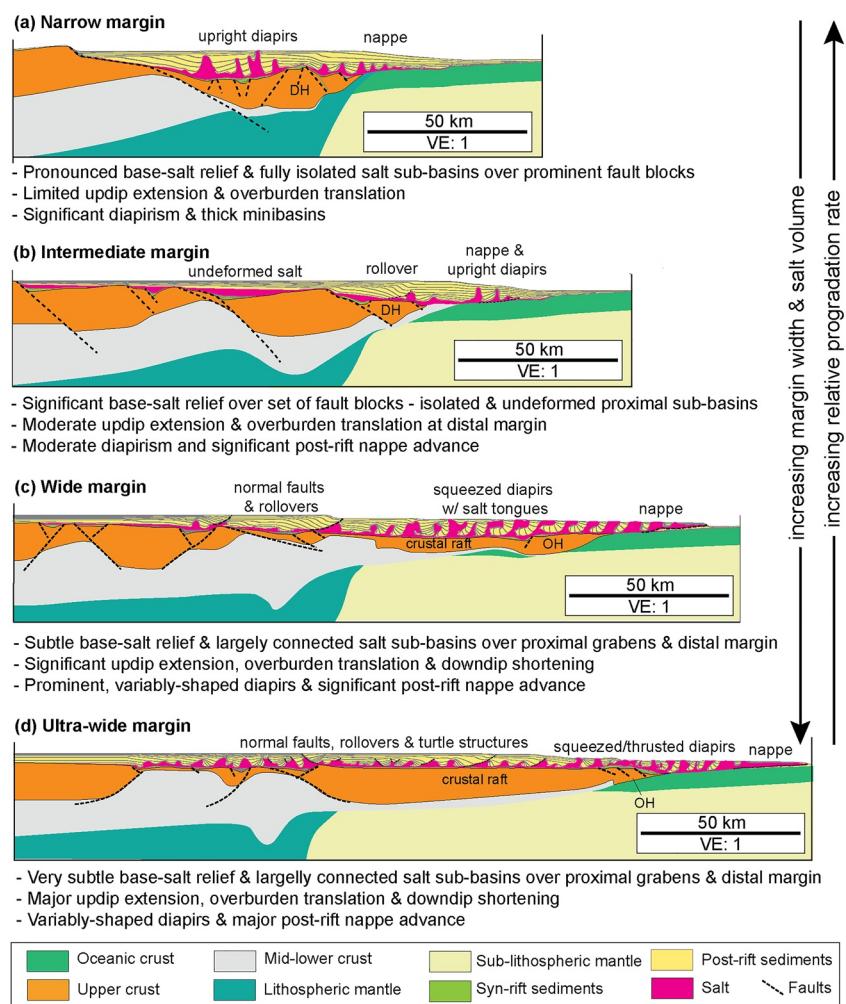 (a) Narrow margin
upright diapirs
nappe
DH
50 km
VE: 1
- Pronounced base-salt relief & fully isolated salt sub-basins over prominent fault blocks
- Limited updip extension & overburden translation
- Significant diapirism & thick minibasins
(b) Intermediate margin
undeformed salt
rollover
nappe &
upright diapirs
DH
50 km
VE: 1
- Significant base-salt relief over set of fault blocks - isolated & undeformed proximal sub-basins
- Moderate updip extension & overburden translation at distal margin
- Moderate diapirism and significant post-rift nappe advance
(c) Wide margin
normal faults
& rollovers
squeezed diapirs
w/ salt tongues
nappe
crustal raft
OH
50 km
VE: 1
- Subtle base-salt relief & largely connected salt sub-basins over proximal grabens & distal margin
- Significant updip extension, overburden translation & downdip shortening
- Prominent, variably-shaped diapirs & significant post-rift nappe advance
(d) Ultra-wide margin
normal faults, rollovers & turtle structures
squeezed/thrusted diapirs
nappe
crustal raft
OH
50 km
VE: 1
- Very subtle base-salt relief & largelly connected salt sub-basins over proximal grabens & distal margin
- Major updip extension, overburden translation & downdip shortening
- Variably-shaped diapirs & major post-rift nappe advance
increasing margin width & salt volume
increasing relative progradation rate
Oceanic crust
Mid-lower crust
Sub-lithospheric mantle
Post-rift sediments
Upper crust
Lithospheric mantle
Syn-rift sediments
Salt
Faults